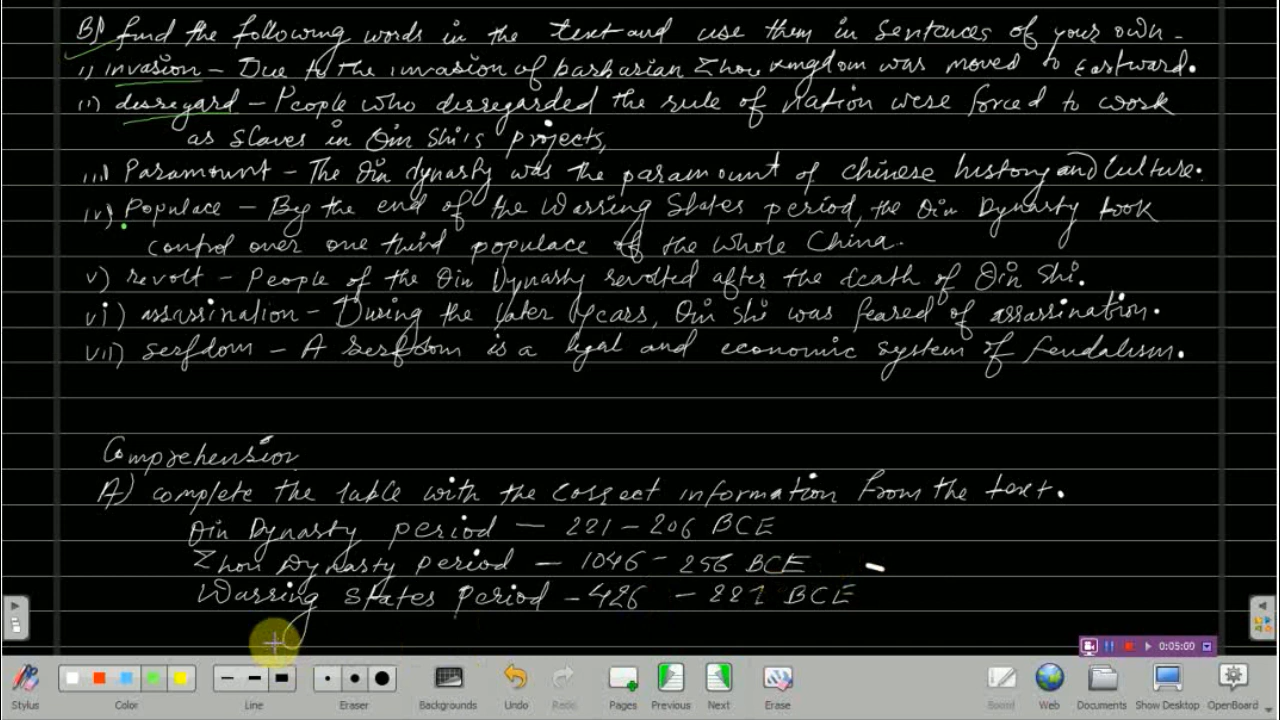 B) find the following words in the text and use them in sentences of your own -
i) invasion - Due to the invasion of barbarian Zhou kingdom was moved to Eastward.
ii) disregard - People who disregarded the rule of nation were forced to work
as slaves in Qin Shi's projects,
iii) Paramount - The Qin dynasty was the paramount of chinese history and culture.
iv) Populace - By the end of the Warring States period, the Qin Dynasty took
control over one third populace of the whole China.
v) revolt - People of the Qin Dynasty revolted after the death of Qin Shi.
vi) assassination - During the later years, Qin Shi was feared of assassination.
vii) serfdom - A serfdom is a legal and economic system of feudalism.
Comprehension
A) complete the table with the correct information from the text.
Qin Dynasty period - 221 - 206 BCE
Zhou Dynasty period - 1046 - 256 BCE
Warring States period - 426 - 221 BCE
0:05:00
Stylus Color Line Eraser Backgrounds Undo Redo Pages Previous Next Erase Board Web Documents Show Desktop OpenBoard